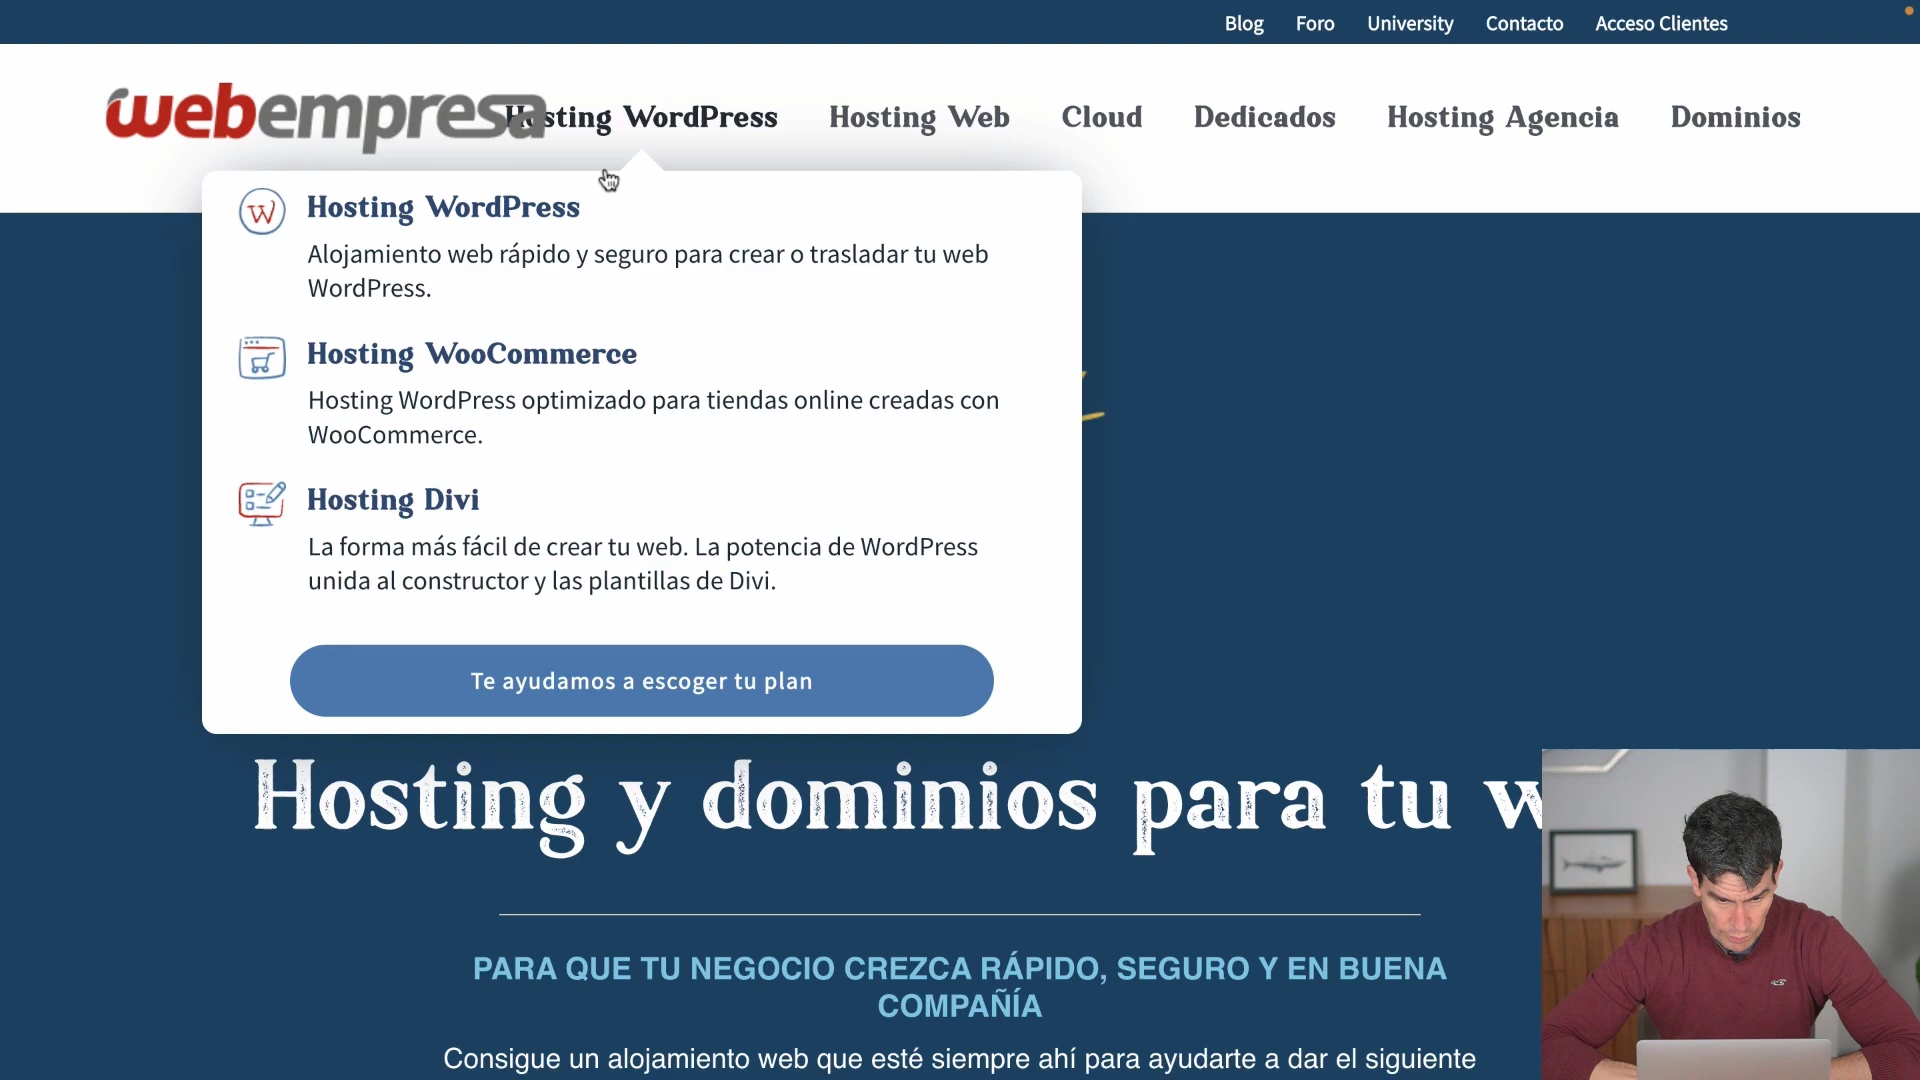 Blog Foro University Contacto Acceso Clientes
webempresa
Hosting WordPress Hosting Web Cloud Dedicados Hosting Agencia Dominios
Hosting WordPress
Alojamiento web rápido y seguro para crear o trasladar tu web
WordPress.
Hosting WooCommerce
Hosting WordPress optimizado para tiendas online creadas con
WooCommerce.
Hosting Divi
La forma más fácil de crear tu web. La potencia de WordPress
unida al constructor y las plantillas de Divi.
Te ayudamos a escoger tu plan
Hosting y dominios para tu w
PARA QUE TU NEGOCIO CREZCA RÁPIDO, SEGURO Y EN BUENA
COMPAÑÍA
Consigue un alojamiento web que esté siempre ahí para ayudarte a dar el siguiente